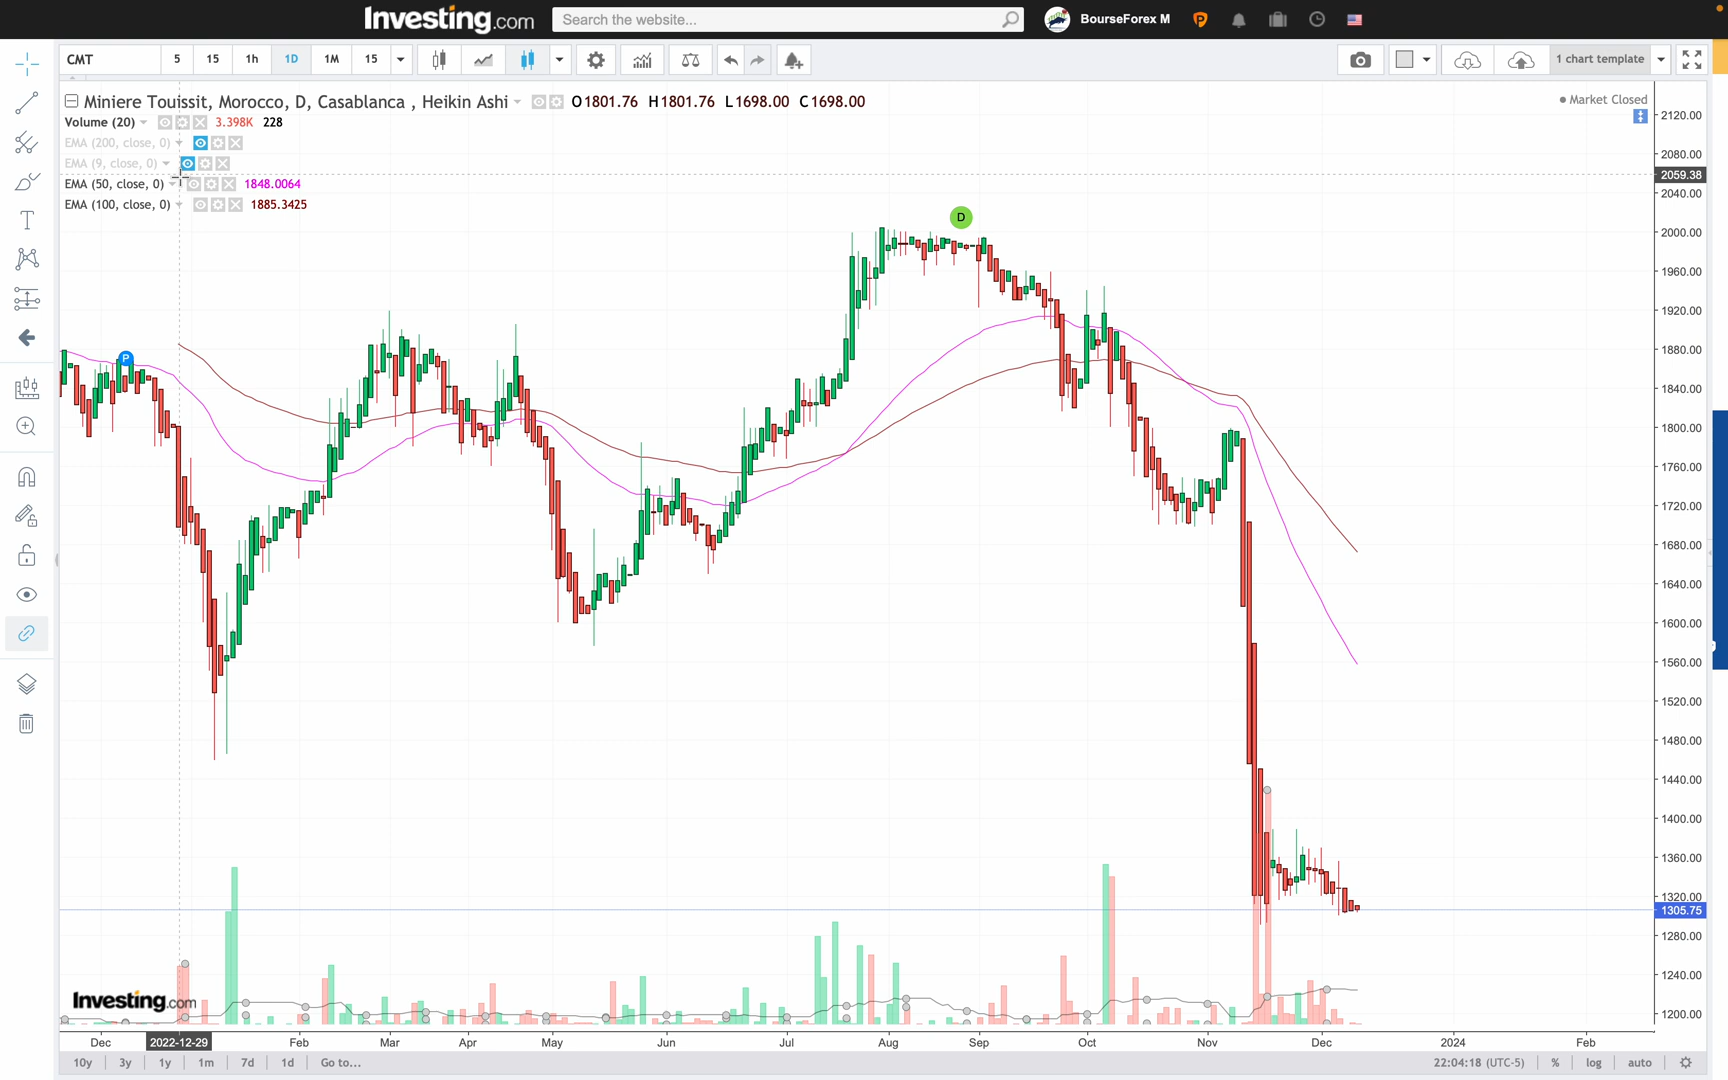 Investing.com
Search the website...
BourseForex M
CMT
5
15
1h
1D
1M
15
1 chart template
Miniere Touissit, Morocco, D, Casablanca , Heikin Ashi
O1801.76 H1801.76 L1698.00 C1698.00
Market Closed
Volume (20)
3.398K 228
EMA (200, close, 0)
EMA (9, close, 0)
EMA (50, close, 0)
1848.0064
EMA (100, close, 0)
1885.3425
D
P
2120.00
2080.00
2059.38
2040.00
2000.00
1960.00
1920.00
1880.00
1840.00
1800.00
1760.00
1720.00
1680.00
1640.00
1600.00
1560.00
1520.00
1480.00
1440.00
1400.00
1360.00
1320.00
1305.75
1280.00
1240.00
1200.00
Investing.com
Dec
2022-12-29
Feb
Mar
Apr
May
Jun
Jul
Aug
Sep
Oct
Nov
Dec
2024
Feb
10y
3y
1y
1m
7d
1d
Go to...
22:04:18 (UTC-5)
%
log
auto